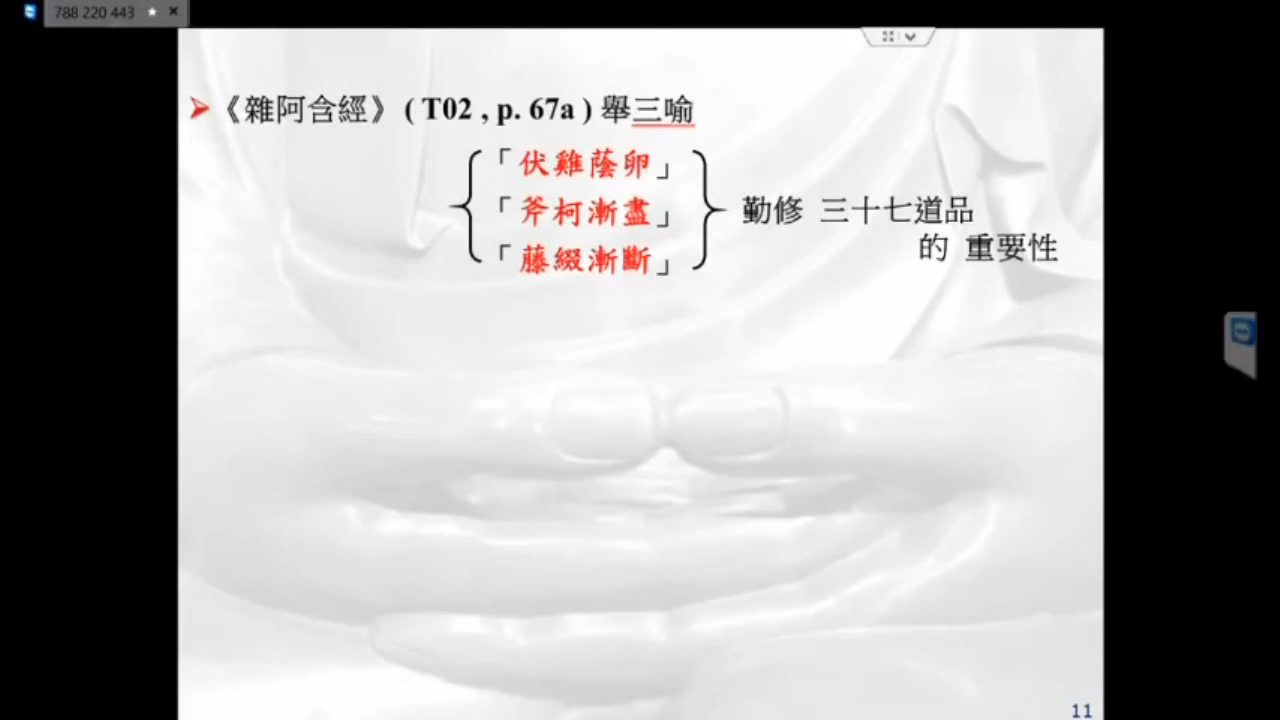 788 220 443
《雜阿含經》( T02 , p. 67a ) 舉三喻
「伏雞蔭卵」
「斧柯漸盡」
「藤綴漸斷」
勤修 三十七道品
的 重要性
11